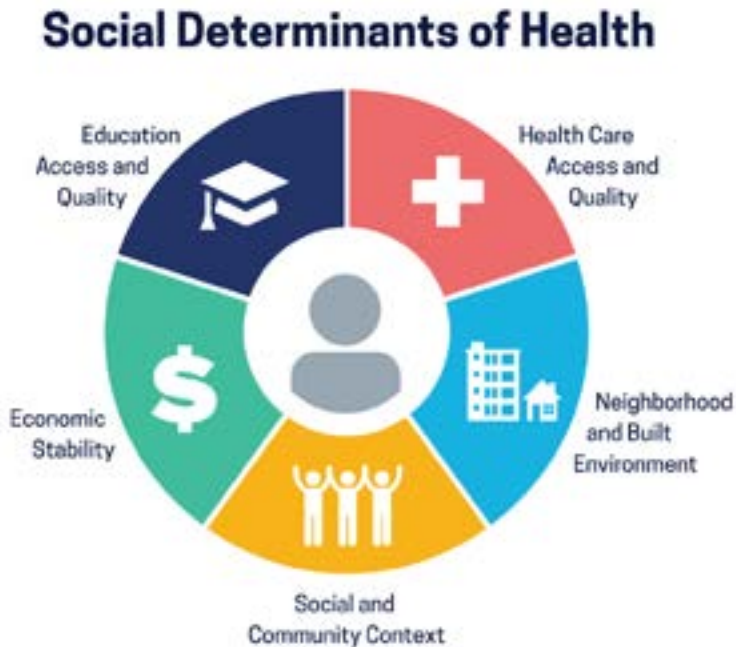 Social Determinants of Health
Education
Access and
Quality
Health Care
Access and
Quality
Economic
Stability
Neighborhood
and Built
Environment
Social and
Community Context